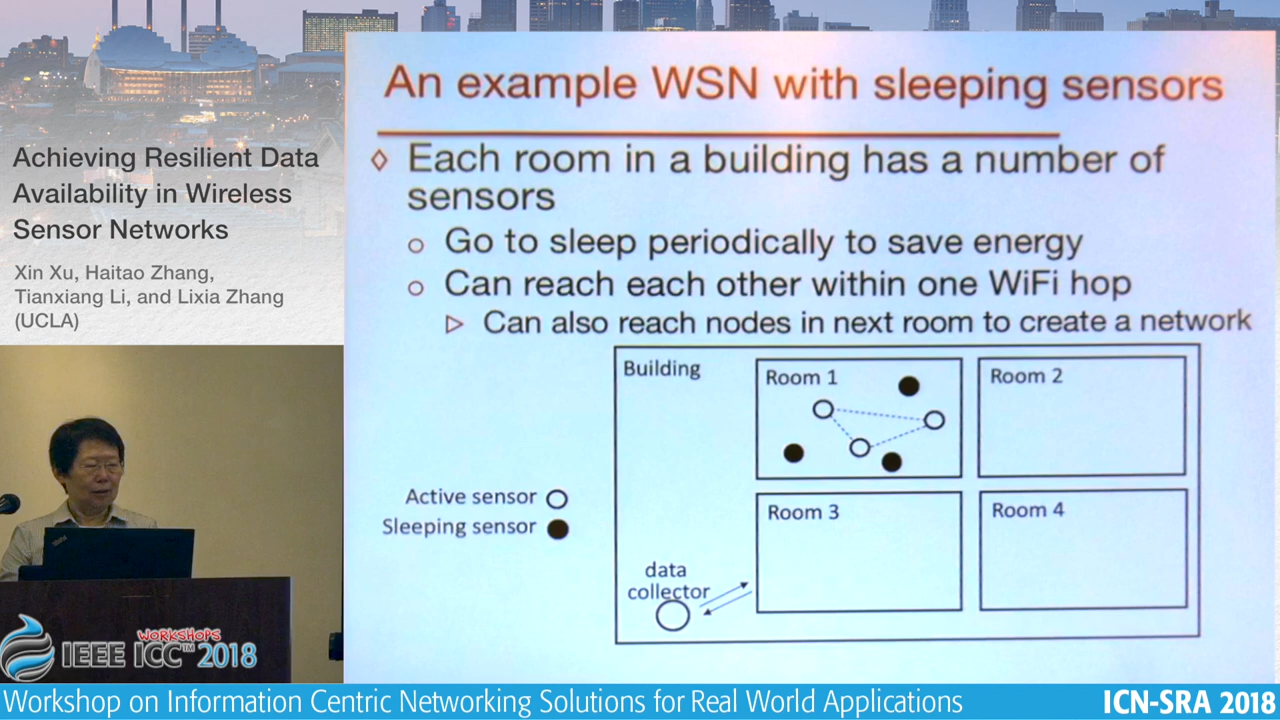 Achieving Resilient Data
Availability in Wireless
Sensor Networks
Xin Xu, Haitao Zhang,
Tianxiang Li, and Lixia Zhang
(UCLA)
An example WSN with sleeping sensors
◊ Each room in a building has a number of
sensors
○ Go to sleep periodically to save energy
○ Can reach each other within one WiFi hop
▷ Can also reach nodes in next room to create a network
Building
Room 1
Room 2
Active sensor
Sleeping sensor
Room 3
Room 4
data
collector
WORKSHOPS
IEEE ICC™ 2018
Workshop on Information Centric Networking Solutions for Real World Applications
ICN-SRA 2018